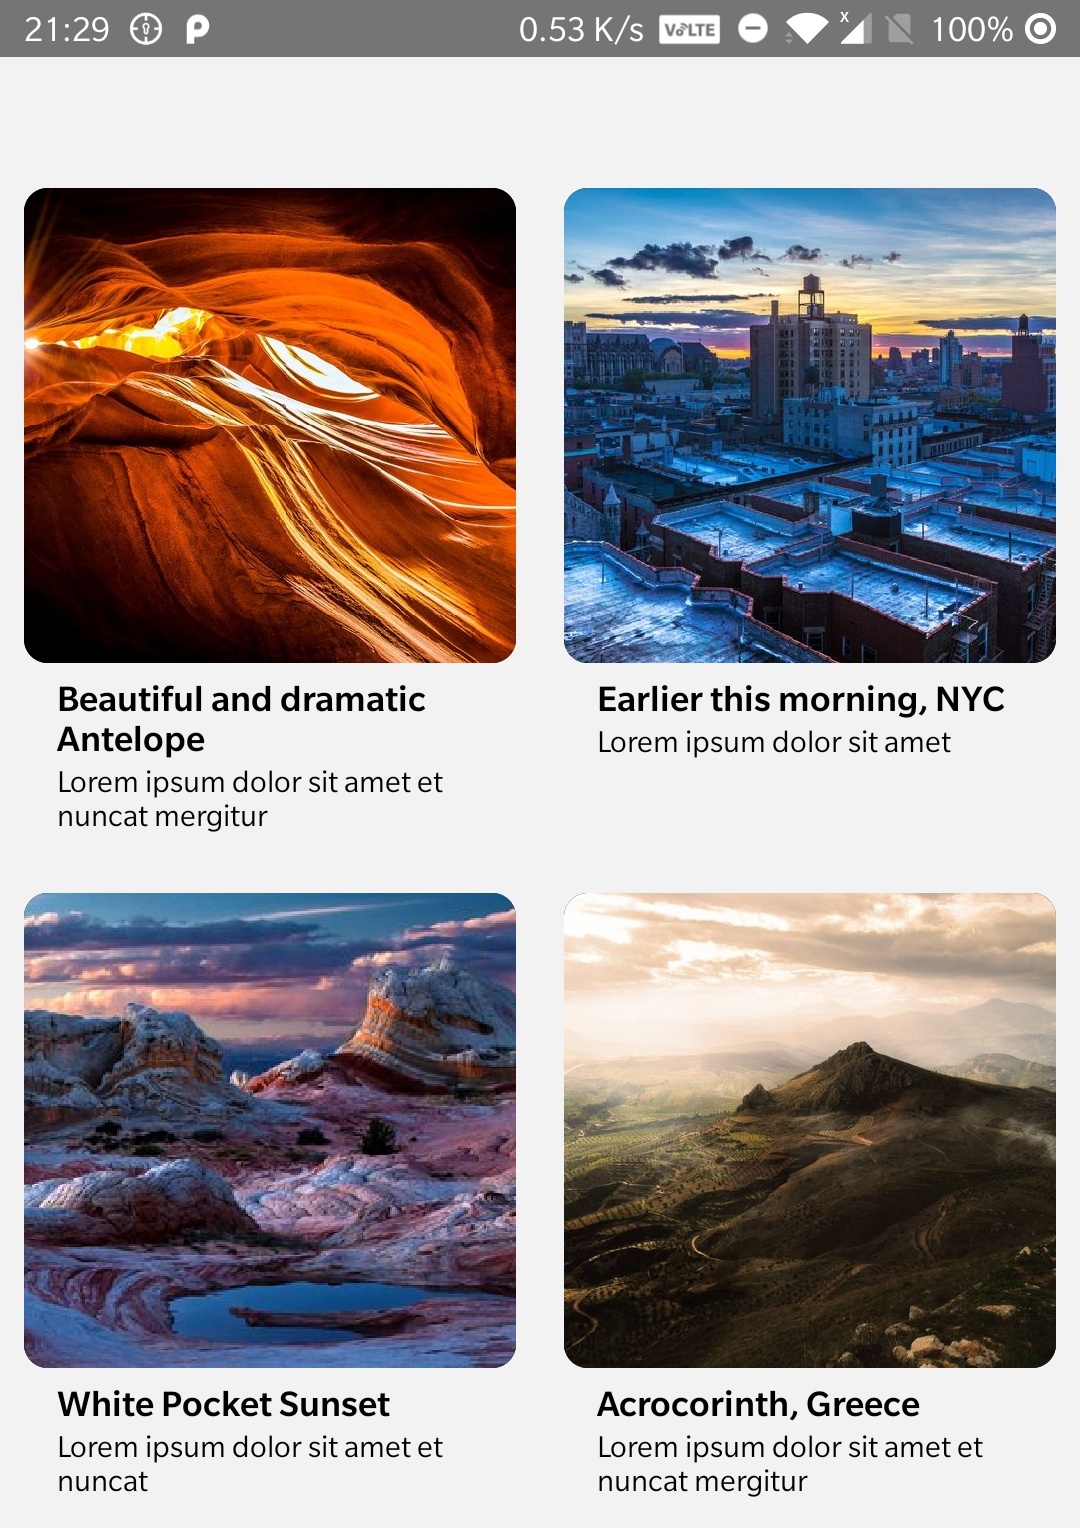 21:29 0.53 K/s VoLTE x 100%
Beautiful and dramatic
Antelope
Lorem ipsum dolor sit amet et
nuncat mergitur
Earlier this morning, NYC
Lorem ipsum dolor sit amet
White Pocket Sunset
Lorem ipsum dolor sit amet et
nuncat
Acrocorinth, Greece
Lorem ipsum dolor sit amet et
nuncat mergitur